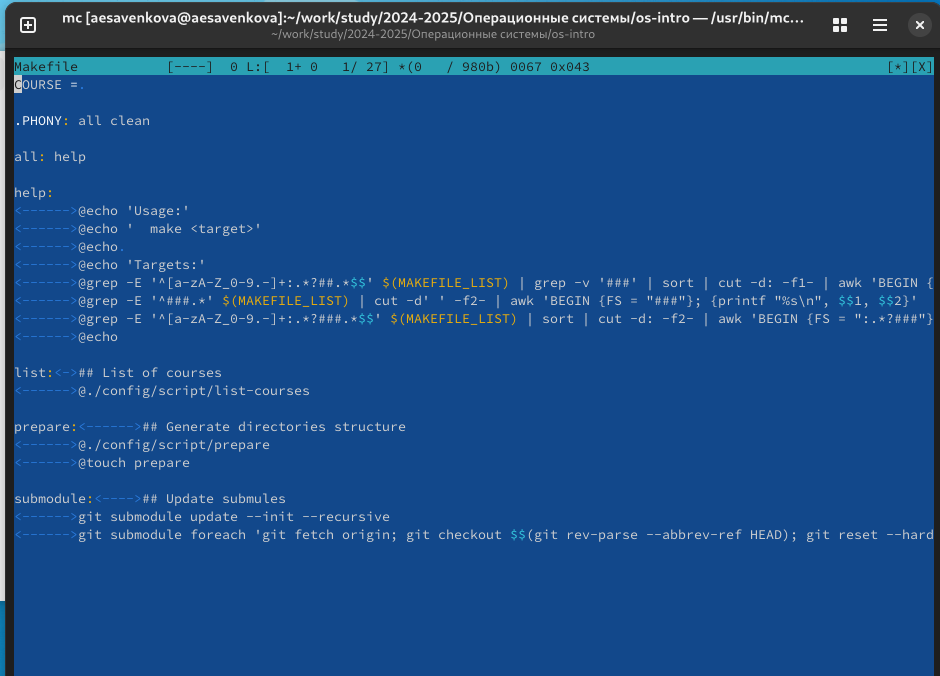 mc [aesavenkova@aesavenkova]:~/work/study/2024-2025/Операционные системы/os-intro — /usr/bin/mc...
~/work/study/2024-2025/Операционные системы/os-intro
Makefile [----] 0 L:[ 1+ 0 1/ 27] *(0 / 980b) 0067 0x043 [*][X]
COURSE =.
.PHONY: all clean
all: help
help:
<------>@echo 'Usage:'
<------>@echo '  make <target>'
<------>@echo.
<------>@echo 'Targets:'
<------>@grep -E '^[a-zA-Z_0-9.-]+:.*?##.*$$' $(MAKEFILE_LIST) | grep -v '###' | sort | cut -d: -f1- | awk 'BEGIN {
<------>@grep -E '^###.*' $(MAKEFILE_LIST) | cut -d' ' -f2- | awk 'BEGIN {FS = "###"}; {printf "%s\n", $$1, $$2}'
<------>@grep -E '^[a-zA-Z_0-9.-]+:.*?###.*$$' $(MAKEFILE_LIST) | sort | cut -d: -f2- | awk 'BEGIN {FS = ":.*?###"}
<------>@echo
list:<->## List of courses
<------>@./config/script/list-courses
prepare:<------>## Generate directories structure
<------>@./config/script/prepare
<------>@touch prepare
submodule:<---->## Update submules
<------>git submodule update --init --recursive
<------>git submodule foreach 'git fetch origin; git checkout $$(git rev-parse --abbrev-ref HEAD); git reset --hard